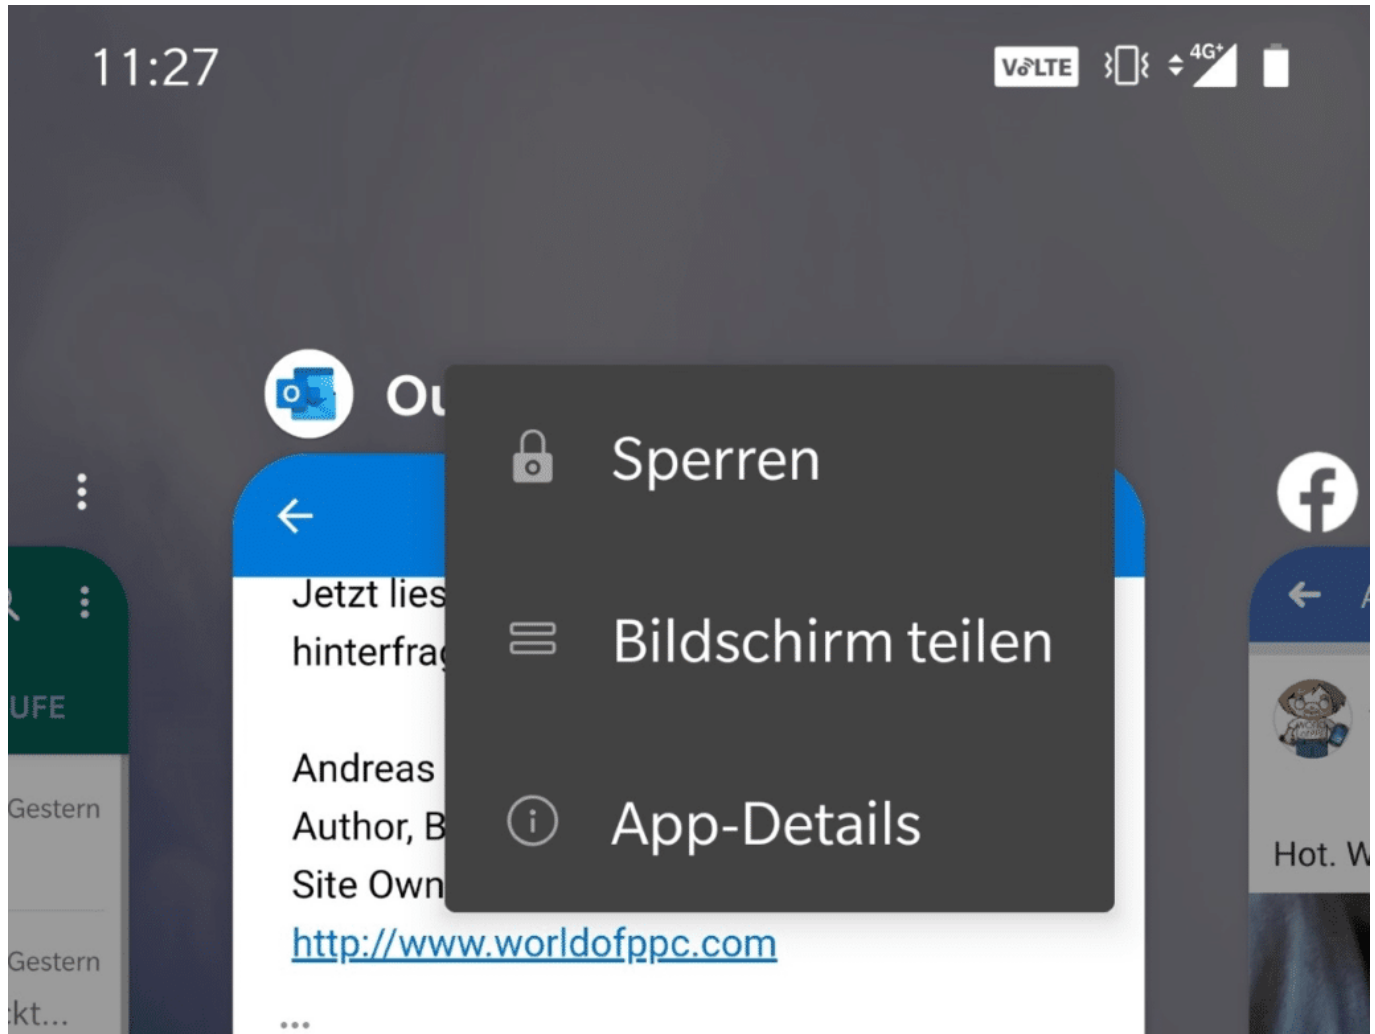 11:27
VoLTE
4G+
Ou
Sperren
Jetzt lies
hinterfrag
Bildschirm teilen
UFE
Andreas
Gestern
Author, B
App-Details
Hot. W
Site Own
http://www.worldofppc.com
Gestern
kt...
...